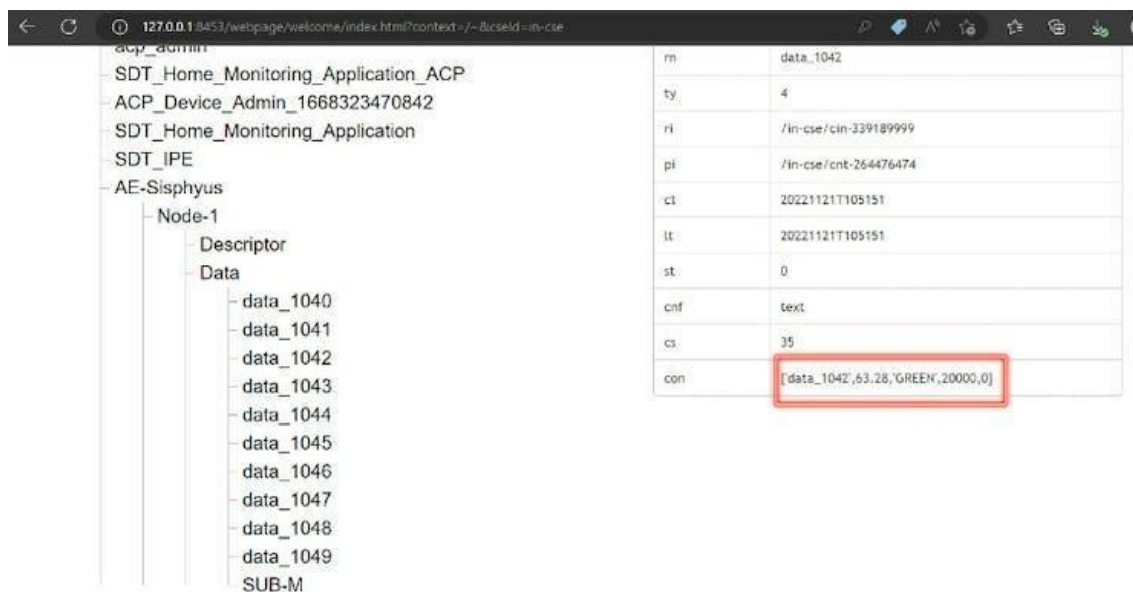 127.0.0.1:8453/webpage/welcome/index.html?context=/~&cseId=in-cse
acp_admin
SDT_Home_Monitoring_Application_ACP
ACP_Device_Admin_1668323470842
SDT_Home_Monitoring_Application
SDT_IPE
AE-Sisphyus
Node-1
Descriptor
Data
data_1040
data_1041
data_1042
data_1043
data_1044
data_1045
data_1046
data_1047
data_1048
data_1049
SUB-M
rn data_1042
ty 4
ri /in-cse/cin-339189999
pi /in-cse/cnt-264476474
ct 20221121T105151
lt 20221121T105151
st 0
cnf text
cs 35
con ['data_1042',63.28,'GREEN',20000,0]